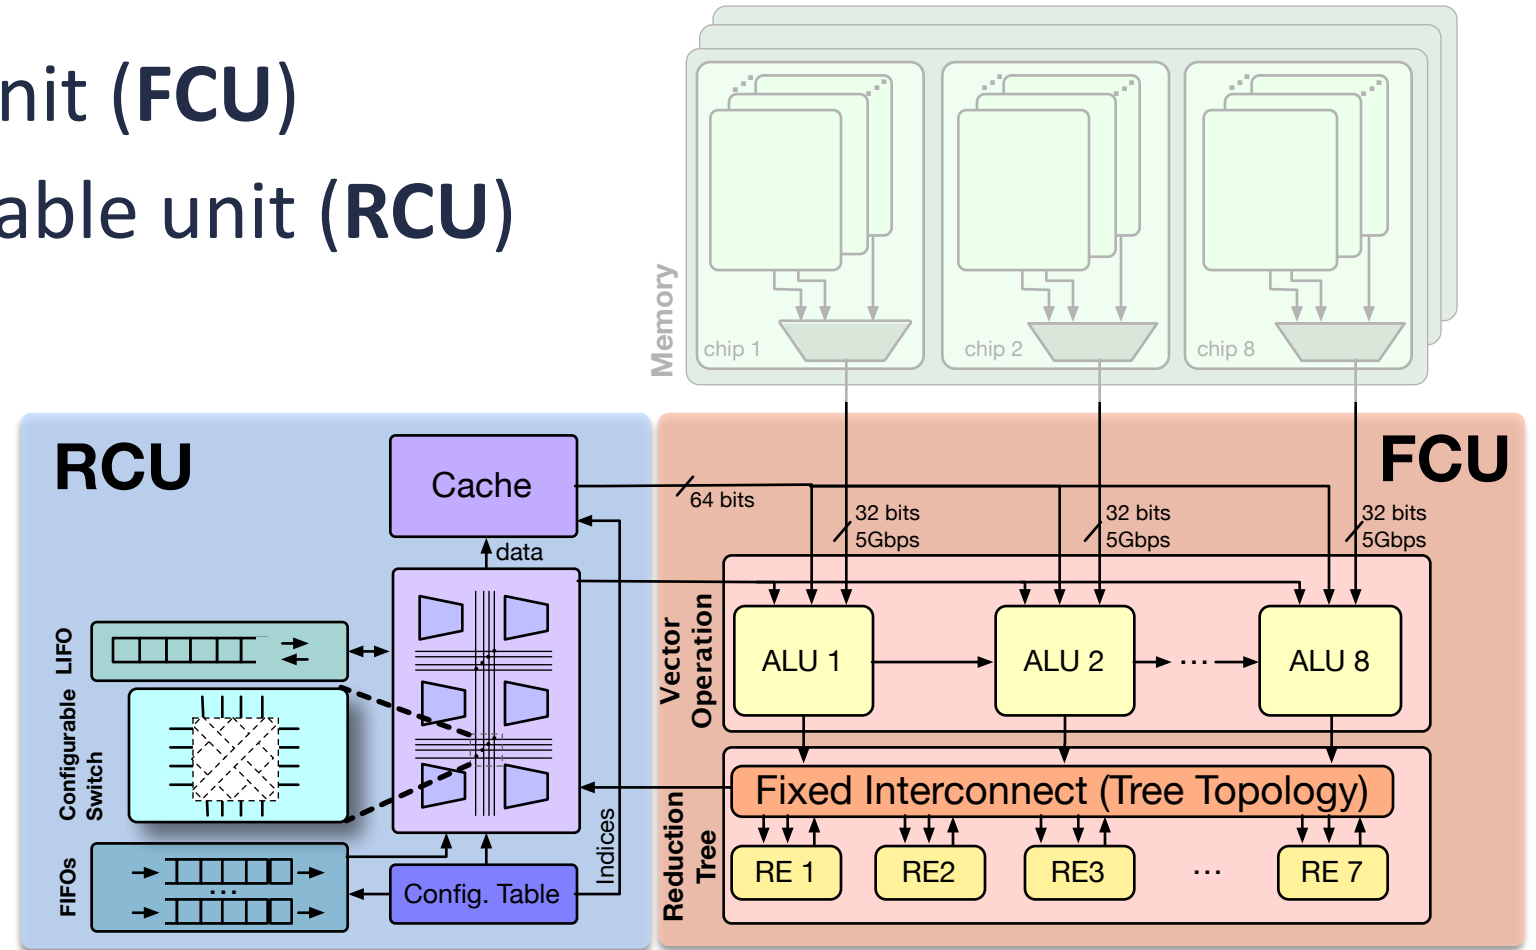 nit (FCU)
able unit (RCU)
Memory
chip 1
chip 2
chip 8
RCU
FCU
Cache
64 bits
32 bits
5Gbps
32 bits
5Gbps
32 bits
5Gbps
data
LIFO
Configurable
Switch
FIFOs
Config. Table
Indices
Vector
Operation
ALU 1
ALU 2
...
ALU 8
Reduction
Tree
Fixed Interconnect (Tree Topology)
RE 1
RE2
RE3
...
RE 7
...